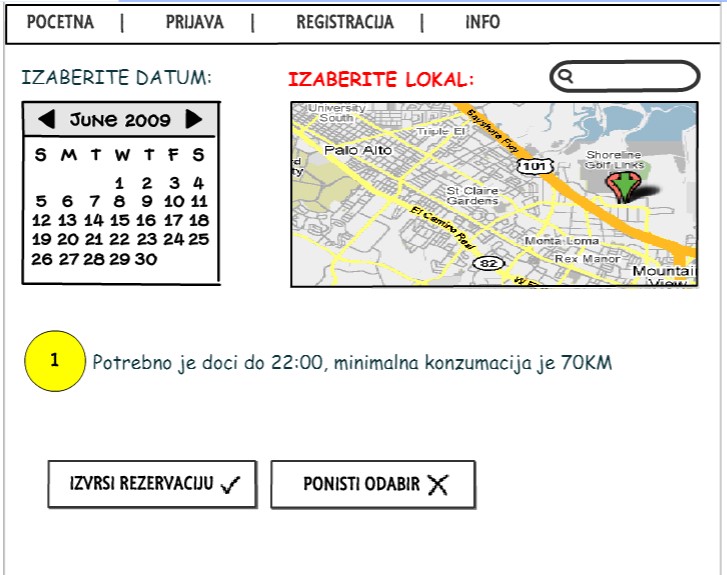 POCETNA | PRIJAVA | REGISTRACIJA | INFO
IZABERITE DATUM:
IZABERITE LOKAL:
JUNE 2009
S M T W T F S
1 2 3 4
5 6 7 8 9 10 11
12 13 14 15 16 17 18
19 20 21 22 23 24 25
26 27 28 29 30
University
South
Bayshore Fwy
Triple El
Palo Alto
101
Shoreline
Golf Links
St Claire
Gardens
El Camino Real
Monta Loma
82
Rex Manor
Mountai
View
1
Potrebno je doci do 22:00, minimalna konzumacija je 70KM
IZVRSI REZERVACIJU
PONISTI ODABIR